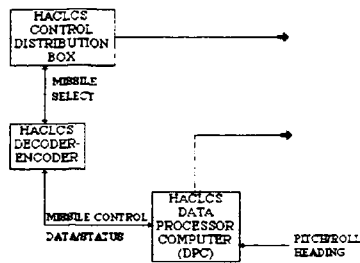 HACLCS
CONTROL
DISTRIBUTION
BOX
MISSILE
SELECT
HACLCS
DECODER-
ENCODER
MISSILE CONTROL
DATA/STATUS
HACLCS
DATA
PROCESSOR
COMPUTER
(DPC)
PITCH/ROLL
HEADING